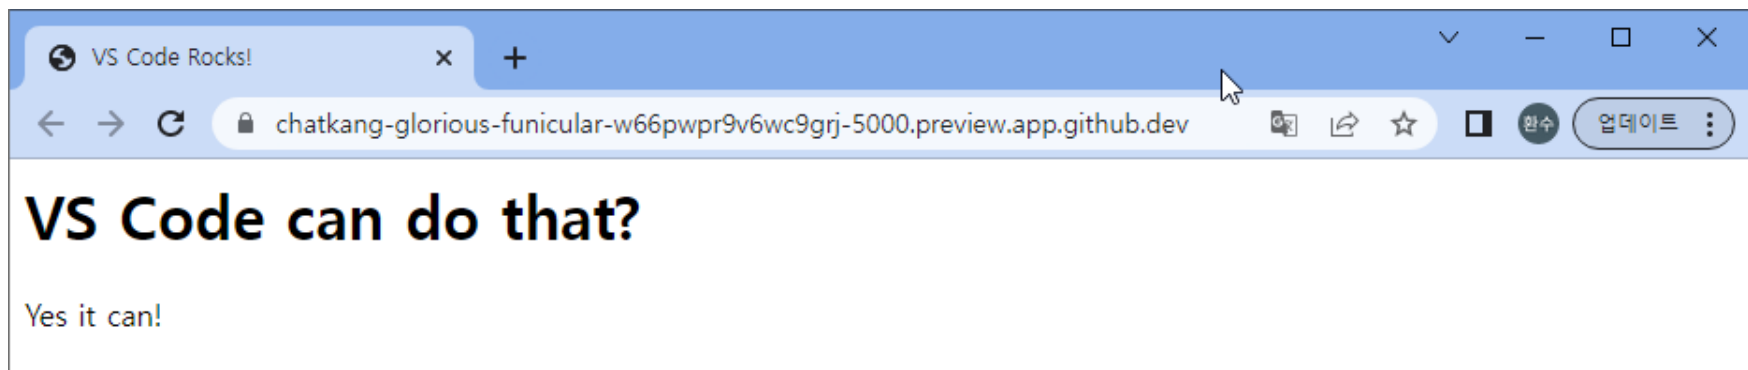 VS Code Rocks!
chatkang-glorious-funicular-w66pwpr9v6wc9grj-5000.preview.app.github.dev
환수
업데이트
VS Code can do that?
Yes it can!